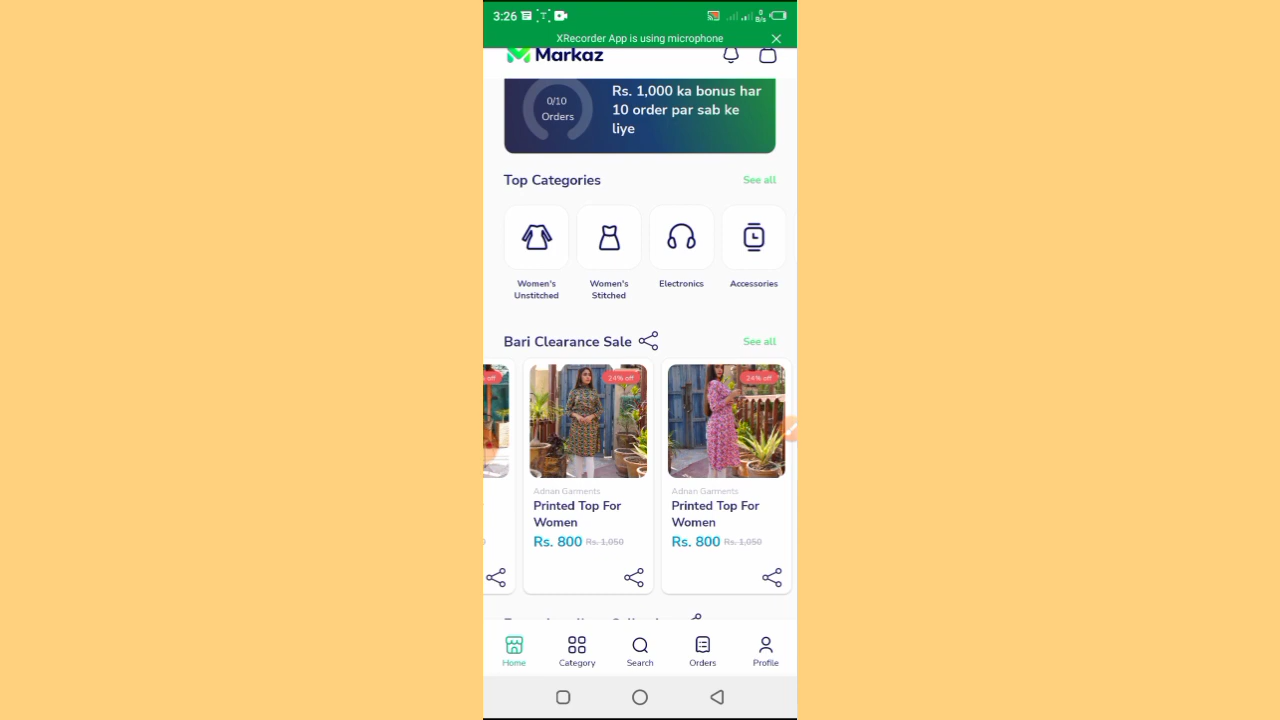 3:26
0
B/s
XRecorder App is using microphone
Markaz
0/10
Orders
Rs. 1,000 ka bonus har
10 order par sab ke
liye
Top Categories
See all
Women's
Unstitched
Women's
Stitched
Electronics
Accessories
Bari Clearance Sale
See all
off
24% off
24% off
Adnan Garments
Adnan Garments
Printed Top For
Women
Printed Top For
Women
Rs. 800 Rs. 1,050
Rs. 800 Rs. 1,050
Home
Category
Search
Orders
Profile